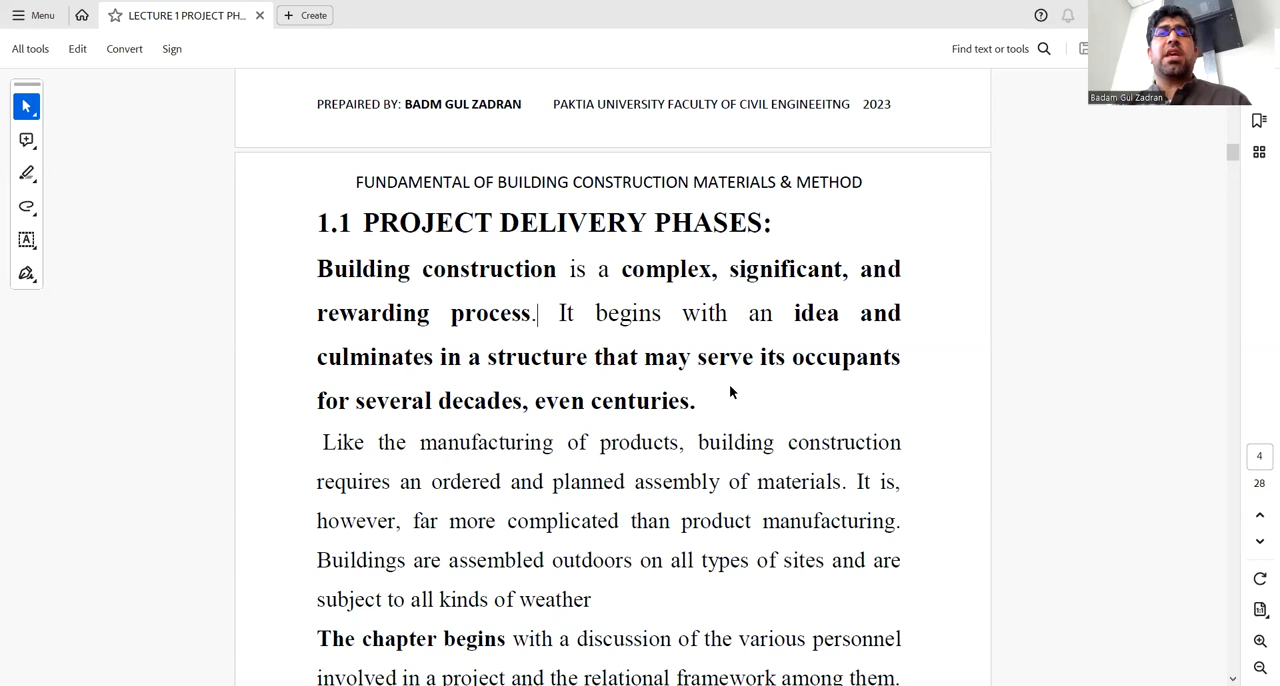 Menu
LECTURE 1 PROJECT PH...
Create
All tools
Edit
Convert
Sign
Find text or tools
Badam Gul Zadran
PREPAIRED BY: BADM GUL ZADRAN PAKTIA UNIVERSITY FACULTY OF CIVIL ENGINEEITNG 2023
FUNDAMENTAL OF BUILDING CONSTRUCTION MATERIALS & METHOD
1.1 PROJECT DELIVERY PHASES:
Building construction is a complex, significant, and
rewarding process. It begins with an idea and
culminates in a structure that may serve its occupants
for several decades, even centuries.
Like the manufacturing of products, building construction
requires an ordered and planned assembly of materials. It is,
however, far more complicated than product manufacturing.
Buildings are assembled outdoors on all types of sites and are
subject to all kinds of weather
The chapter begins with a discussion of the various personnel
involved in a project and the relational framework among them.
4
28